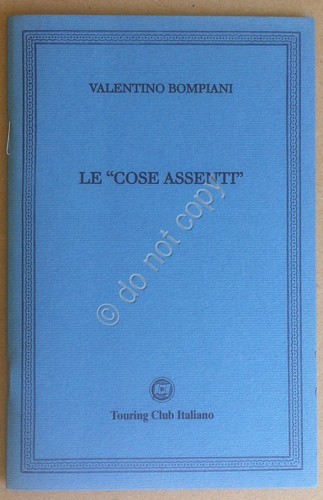 VALENTINO BOMPIANI
LE “COSE ASSENTI”
© do not copy
Touring Club Italiano